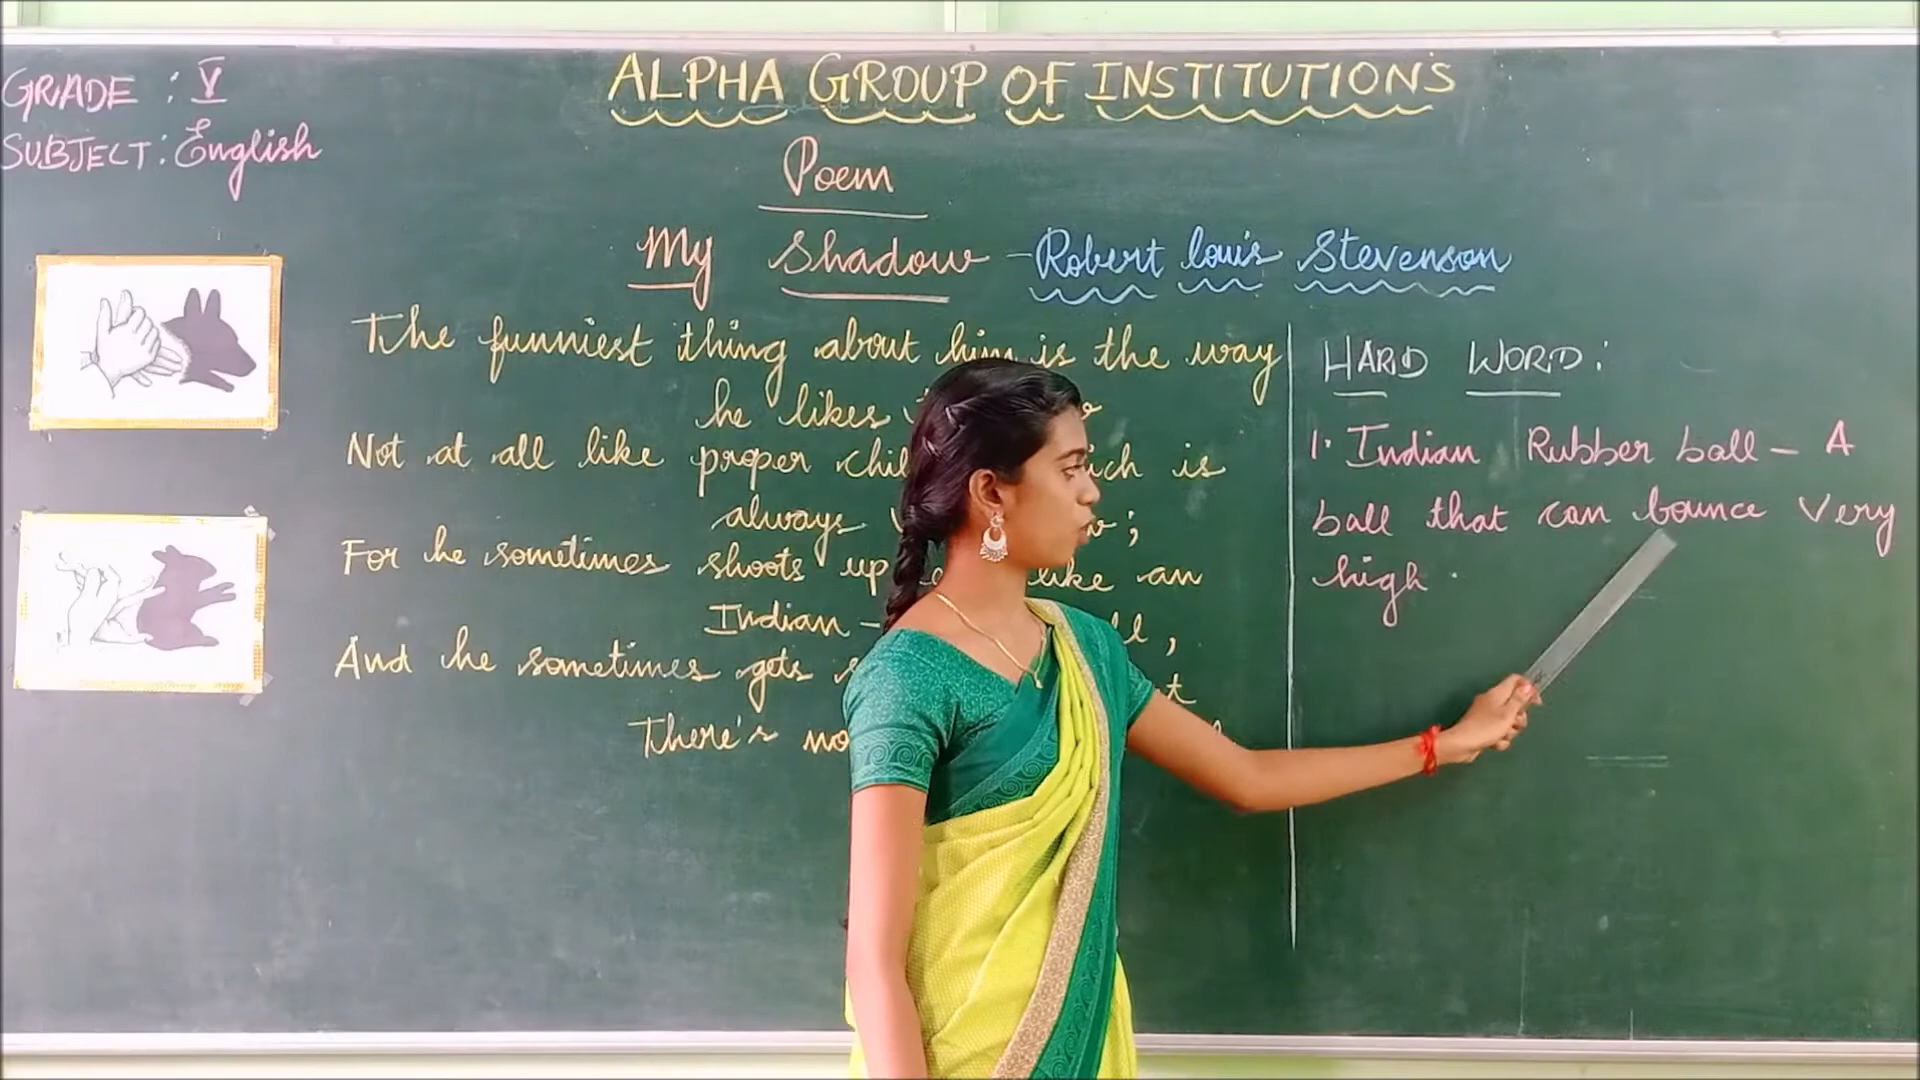 GRADE : V
SUBJECT : English
ALPHA GROUP OF INSTITUTIONS
Poem
My Shadow - Robert louis Stevenson
The funniest thing about him is the way
he likes
Not at all like proper is
always ;
For he sometimes shoots up like an
Indian -
And he sometimes gets
There's
HARD WORD :
1. Indian Rubber ball - A
ball that can bounce Very
high .